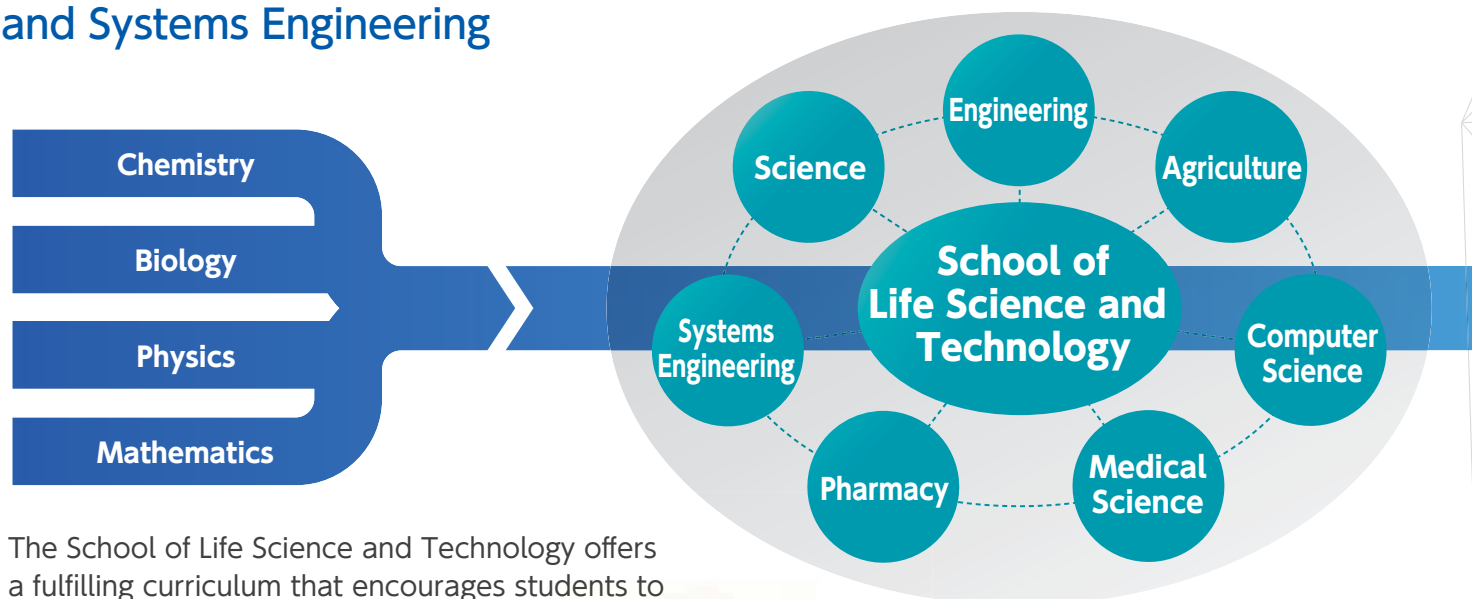 and Systems Engineering
Chemistry
Biology
Physics
Mathematics
Engineering
Science
Agriculture
School of
Life Science and
Technology
Systems
Engineering
Computer
Science
Pharmacy
Medical
Science
The School of Life Science and Technology offers
a fulfilling curriculum that encourages students to